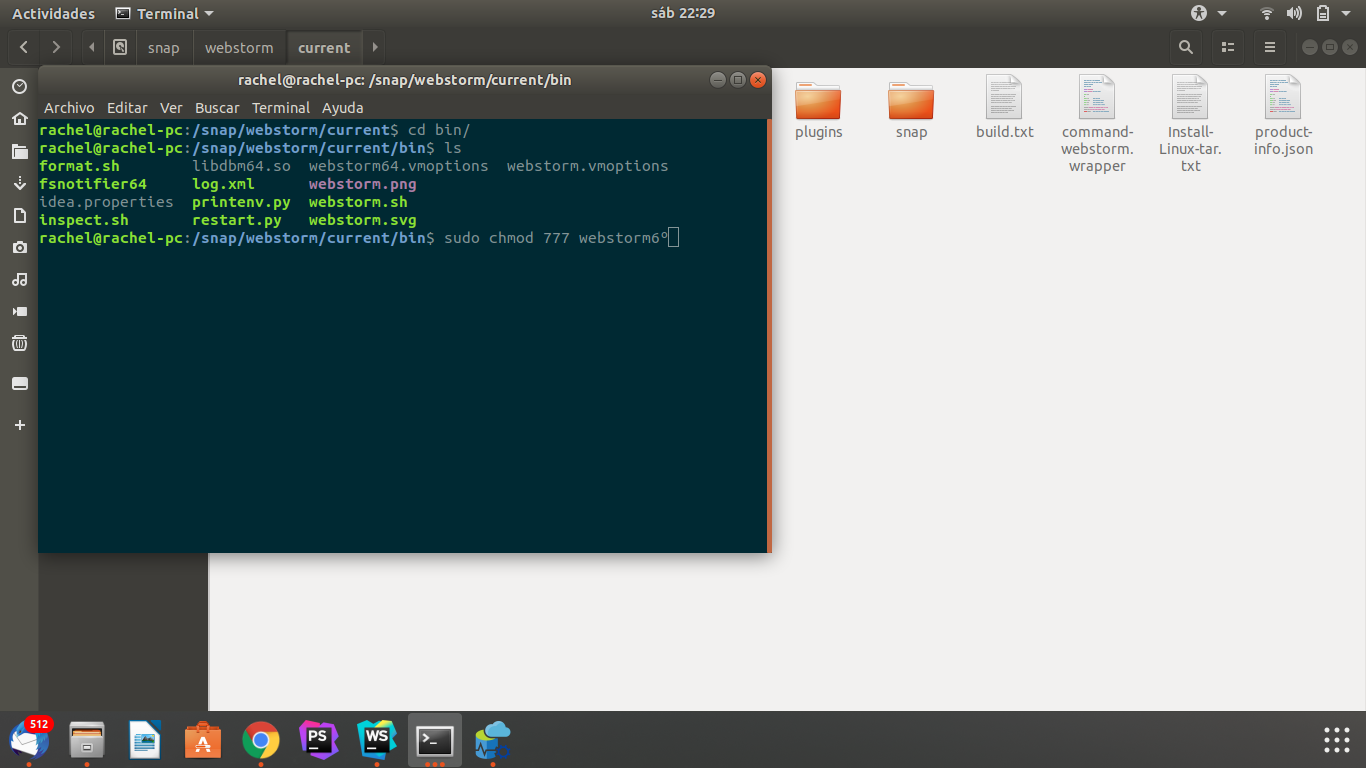 Actividades Terminal sáb 22:29
snap webstorm current
rachel@rachel-pc: /snap/webstorm/current/bin
Archivo Editar Ver Buscar Terminal Ayuda
rachel@rachel-pc:/snap/webstorm/current$ cd bin/
rachel@rachel-pc:/snap/webstorm/current/bin$ ls
format.sh libdbm64.so webstorm64.vmoptions webstorm.vmoptions
fsnotifier64 log.xml webstorm.png
idea.properties printenv.py webstorm.sh
inspect.sh restart.py webstorm.svg
rachel@rachel-pc:/snap/webstorm/current/bin$ sudo chmod 777 webstorm6º
plugins
snap
build.txt
command-
webstorm.
wrapper
Install-
Linux-tar.
txt
product-
info.json
512
PS
WS